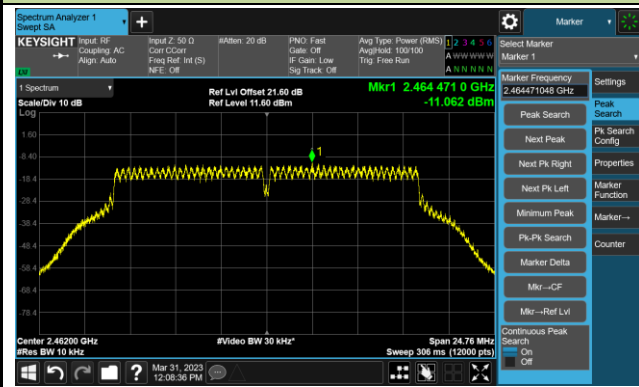 Spectrum Analyzer 1
Swept SA
+
Marker
KEYSIGHT
Input: RF
Coupling: AC
Align: Auto
Input Z: 50 Ω
Corr CCorr
Freq Ref: Int (S)
NFE: Off
#Atten: 20 dB
PNO: Fast
Gate: Off
IF Gain: Low
Sig Track: Off
Avg Type: Power (RMS)
Avg|Hold: 100/100
Trig: Free Run
1 2 3 4 5 6
A W W W W W
A N N N N N
LXI
Select Marker
Marker 1
1 Spectrum
Scale/Div 10 dB
Log
Ref Lvl Offset 21.60 dB
Ref Level 11.60 dBm
Mkr1 2.464 471 0 GHz
-11.062 dBm
1.60
-8.40
-18.4
-28.4
-38.4
-48.4
-58.4
-68.4
-78.4
1
Center 2.46200 GHz
#Res BW 10 kHz
#Video BW 30 kHz*
Span 24.76 MHz
Sweep 306 ms (12000 pts)
Marker Frequency
2.464471048 GHz
Peak Search
Next Peak
Next Pk Right
Next Pk Left
Minimum Peak
Pk-Pk Search
Marker Delta
Mkr→CF
Mkr→Ref Lvl
Continuous Peak
Search
On
Off
Settings
Peak
Search
Pk Search
Config
Properties
Marker
Function
Marker→
Counter
?
Mar 31, 2023
12:08:36 PM